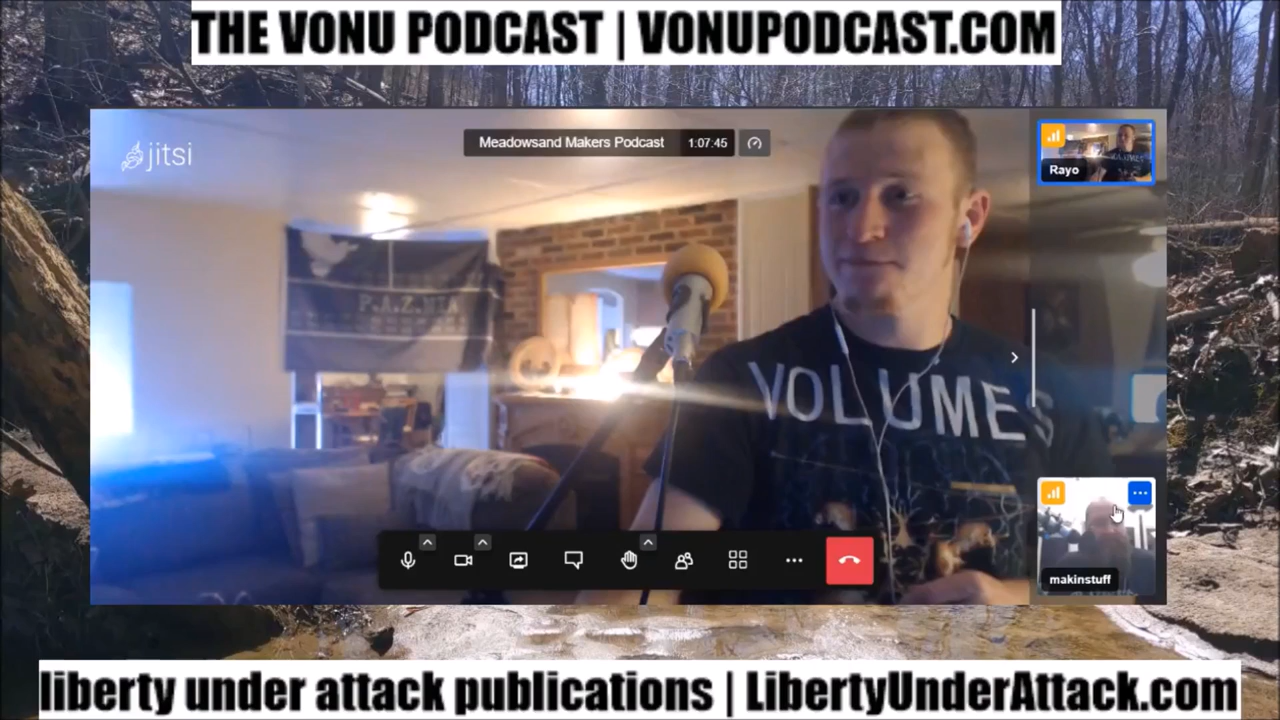 THE VONU PODCAST | VONUPODCAST.COM
jitsi
Meadowsand Makers Podcast 1:07:45
Rayo
P.A.Z.NIA
VOLUMES
makinstuff
liberty under attack publications | LibertyUnderAttack.com